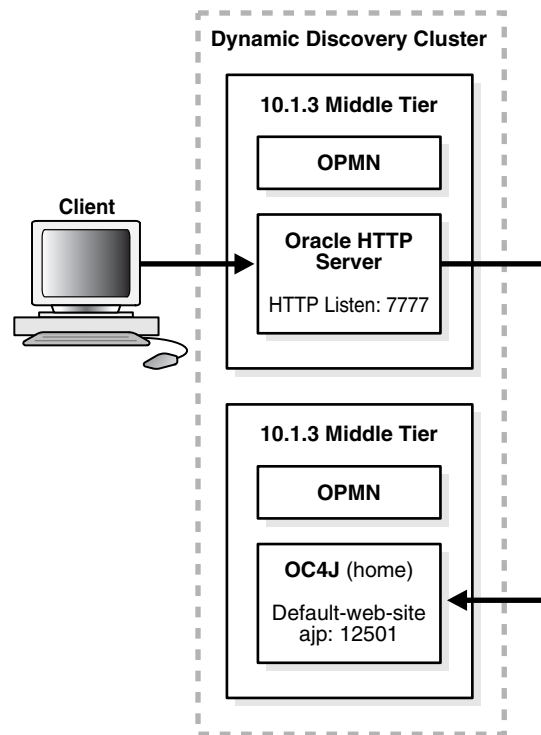 Dynamic Discovery Cluster
10.1.3 Middle Tier
OPMN
Client
Oracle HTTP
Server
HTTP Listen: 7777
10.1.3 Middle Tier
OPMN
OC4J (home)
Default-web-site
ajp: 12501